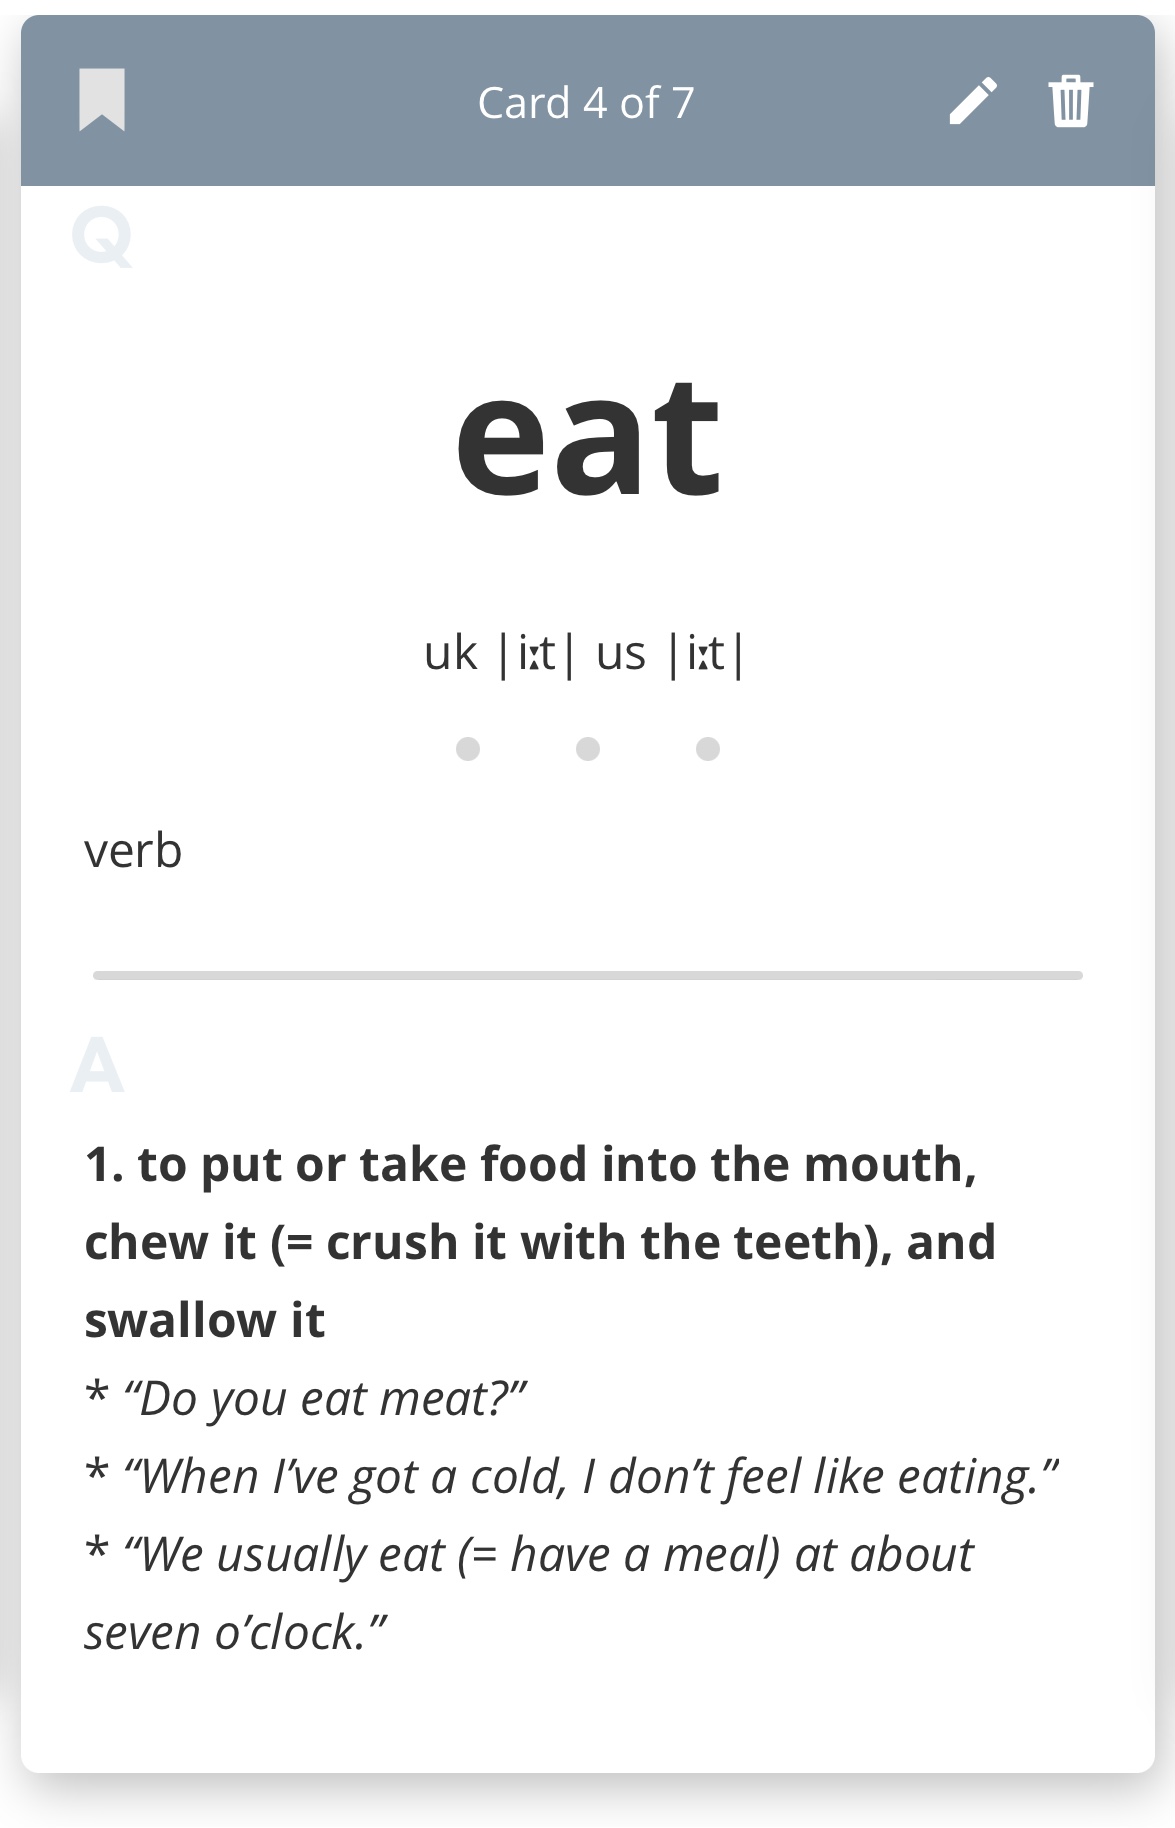 Card 4 of 7
Q
eat
uk |iːt| us |iːt|
verb
A
1. to put or take food into the mouth,
chew it (= crush it with the teeth), and
swallow it
* “Do you eat meat?”
* “When I’ve got a cold, I don’t feel like eating.”
* “We usually eat (= have a meal) at about
seven o’clock.”